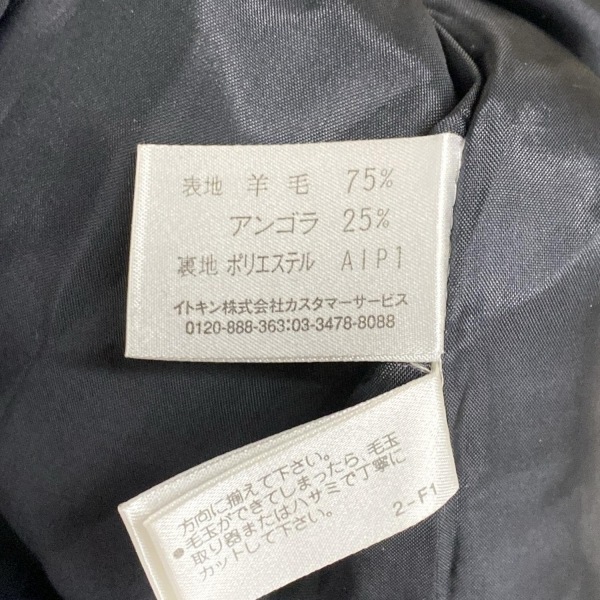 表地 羊毛 75%
アンゴラ 25%
裏地 ポリエステル AIP1
イトキン株式会社カスタマーサービス
0120-888-363:03-3478-8088
方向に揃えて下さい。
●毛玉ができてしまったら、毛玉
取り器またはハサミで丁寧に
カットして下さい。
2-F1